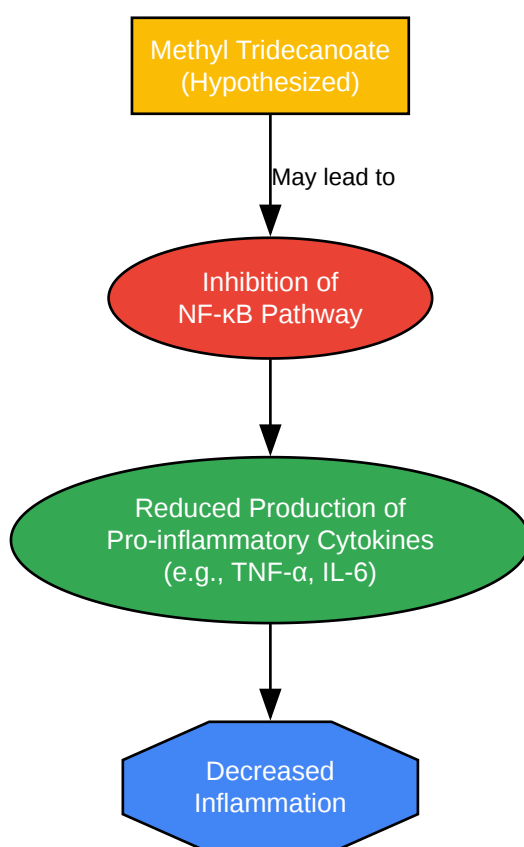 Methyl Tridecanoate
(Hypothesized)
May lead to
Inhibition of
NF-κB Pathway
Reduced Production of
Pro-inflammatory Cytokines
(e.g., TNF-α, IL-6)
Decreased
Inflammation